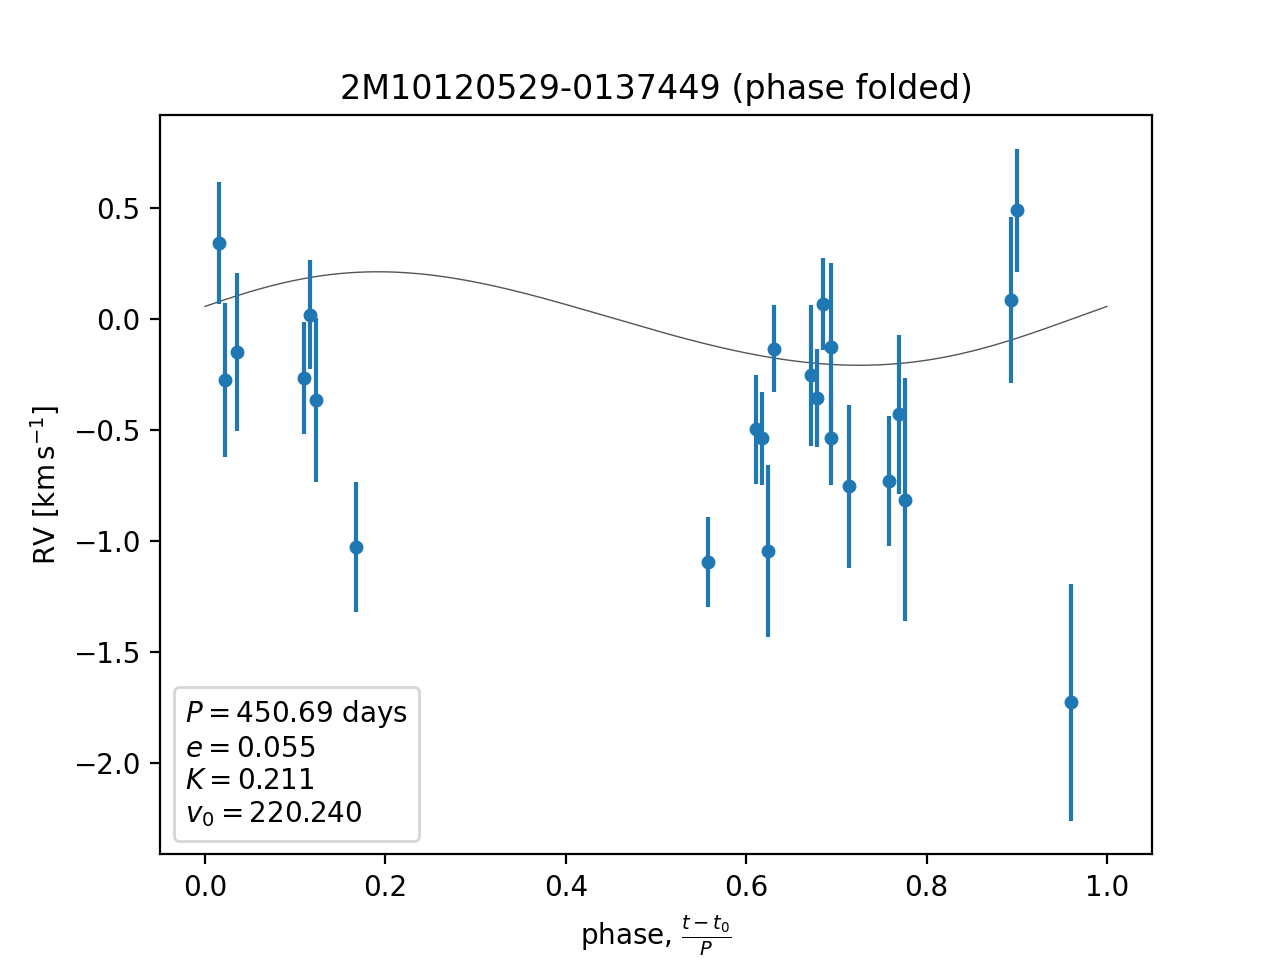 2M10120529-0137449 (phase folded)
RV [km s⁻¹]
0.5
0.0
−0.5
−1.0
−1.5
−2.0
P = 450.69 days
e = 0.055
K = 0.211
v₀ = 220.240
0.0 0.2 0.4 0.6 0.8 1.0
phase, (t − t₀)/P